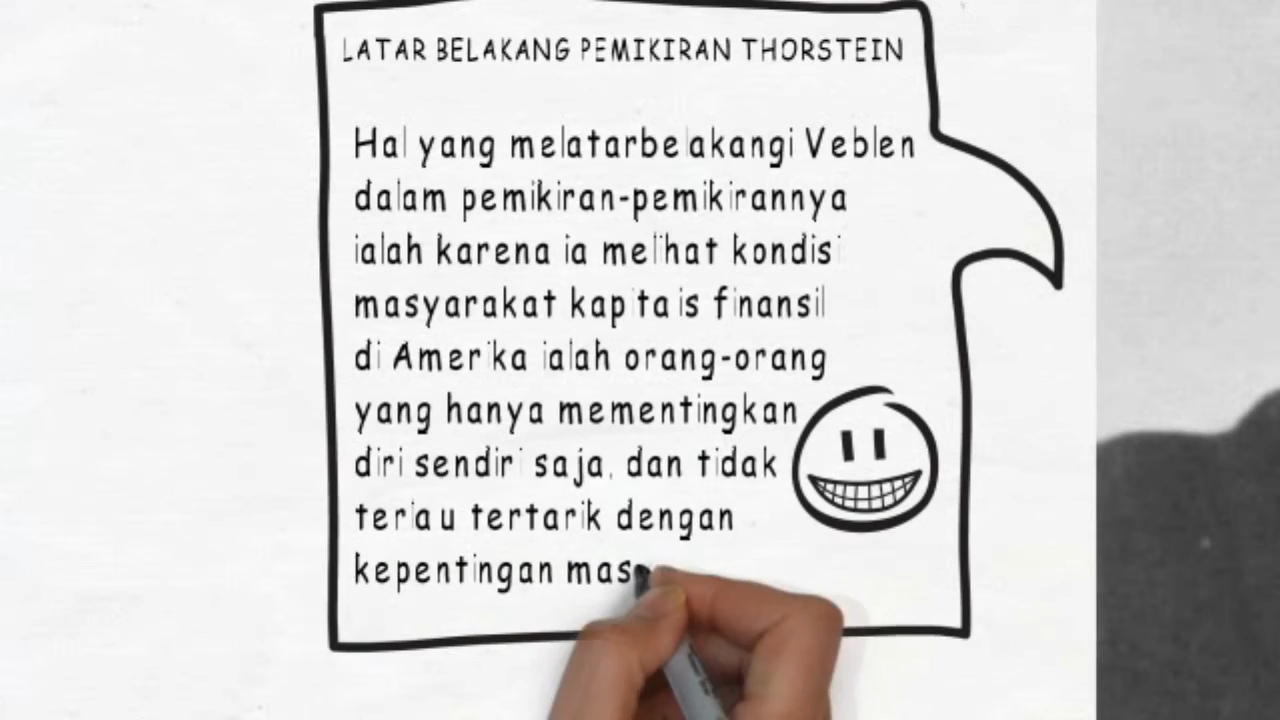 LATAR BELAKANG PEMIKIRAN THORSTEIN
Hal yang melatarbelakangi Veblen
dalam pemikiran-pemikirannya
ialah karena ia melihat kondisi
masyarakat kapitalis finansil
di Amerika ialah orang-orang
yang hanya mementingkan
diri sendiri saja, dan tidak
terlau tertarik dengan
kepentingan mas